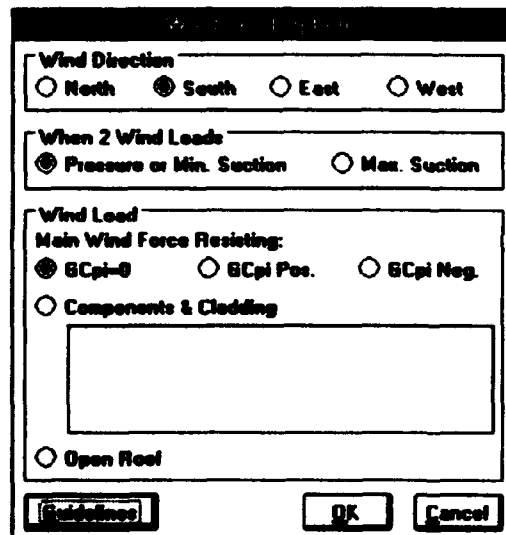 Wind Direction
North South East West
When 2 Wind Loads
Pressure or Min. Suction Max. Suction
Wind Load
Main Wind Force Resisting:
GCpi=0 GCpi Pos. GCpi Neg.
Components & Cladding
Open Roof
Guidelines OK Cancel